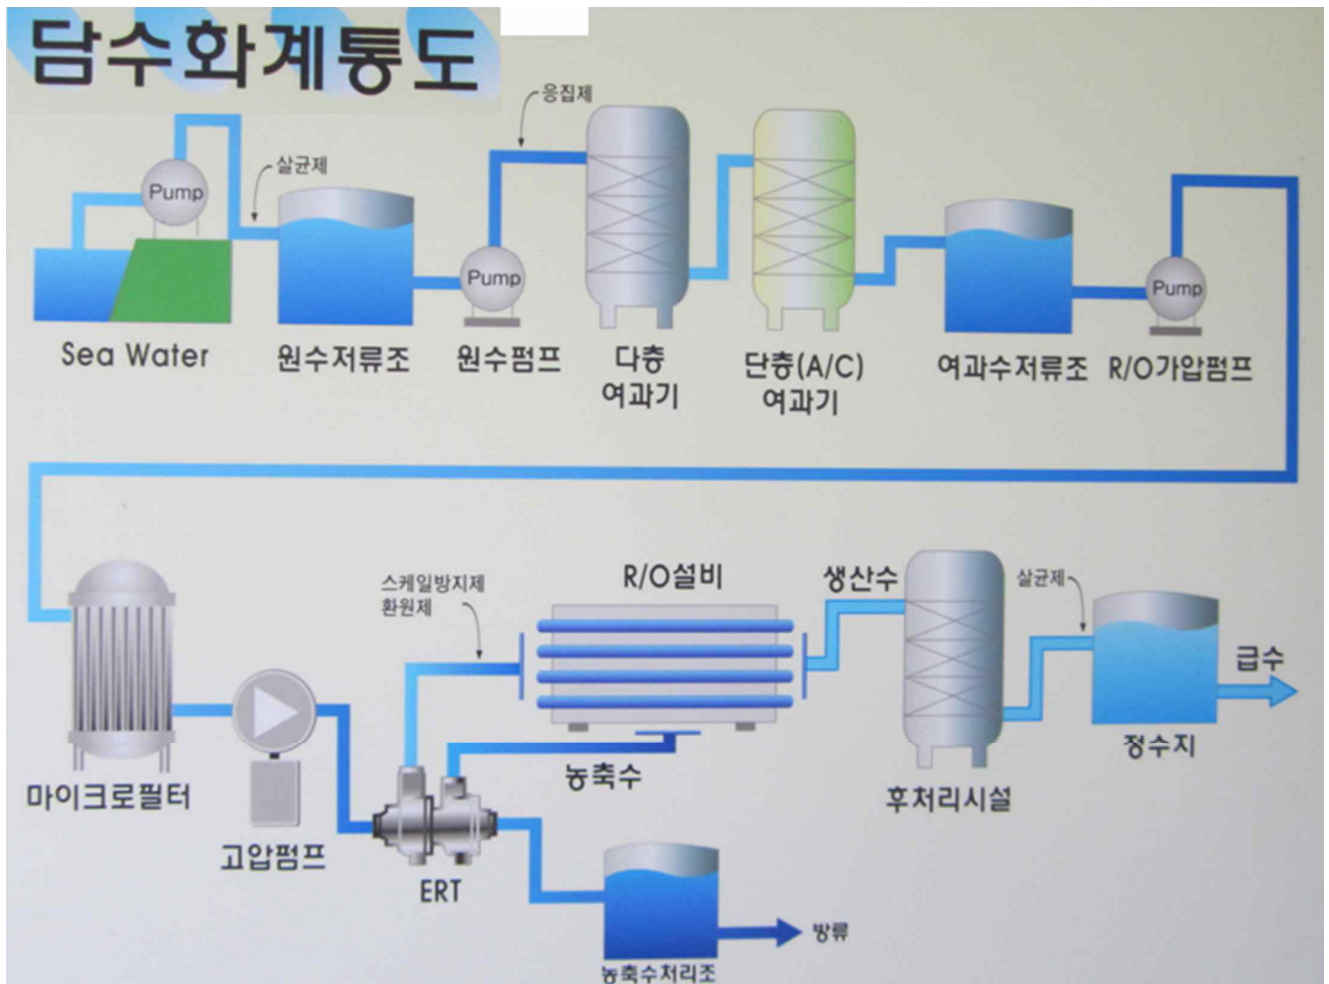 담수화계통도
응집제
살균제
Pump
Pump
Pump
Sea Water
원수저류조
원수펌프
다층
여과기
단층(A/C)
여과기
여과수저류조
R/O가압펌프
스케일방지제
환원제
R/O설비
생산수
살균제
급수
정수지
마이크로필터
농축수
후처리시설
고압펌프
ERT
방류
농축수처리조